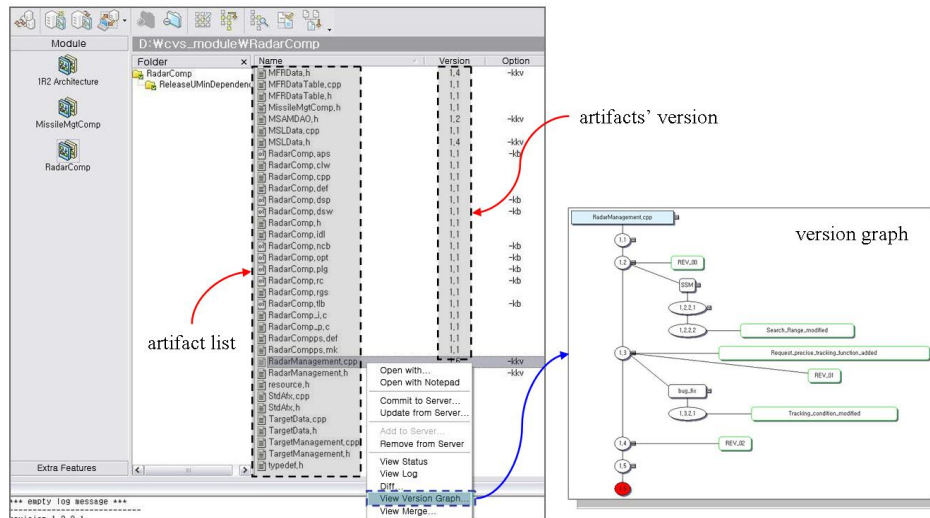 Module
D:₩cvs_module₩RadarComp
Folder x Name Version Option
RadarComp
ReleaseUMinDependenc
1R2 Architecture
MissileMgtComp
RadarComp
MFRData,h 1,4 -kkv
MFRDataTable,cpp 1,1
MFRDataTable,h 1,1
MissileMgtComp,h 1,1
MSAMDAO,h 1,2 -kkv
MSLData,cpp 1,1
MSLData,h 1,4 -kkv
RadarComp,aps 1,1 -kb
RadarComp,clw 1,1
RadarComp,cpp 1,1
RadarComp,def 1,1
RadarComp,dsp 1,1 -kb
RadarComp,dsw 1,1 -kb
RadarComp,h 1,1
RadarComp,idl 1,1
RadarComp,ncb 1,1 -kb
RadarComp,opt 1,1 -kb
RadarComp,plg 1,1 -kb
RadarComp,rc 1,1 -kb
RadarComp,rgs 1,1
RadarComp,tlb 1,1 -kb
RadarComp_i,c 1,1
RadarComp_p,c 1,1
RadarCompps,def 1,1
RadarCompps,mk 1,1
RadarManagement,cpp -kkv
RadarManagement,h -kkv
resource,h
StdAfx,cpp
StdAfx,h
TargetData,cpp
TargetData,h
TargetManagement,cpp
TargetManagement,h
typedef,h
Extra Features
Open with...
Open with Notepad
Commit to Server...
Update from Server...
Add to Server...
Remove from Server
View Status
View Log
Diff...
View Version Graph...
View Merge...
*** empty log message ***
revision 1.3.2.1
artifact list
artifacts' version
version graph
RadarManagement,cpp
1,1
1,2
REV_00
SSM
1,2,2,1
1,2,2,2
Search_Range_modified
1,3
Request_precise_tracking_function_added
REV_01
bug_fix
1,3,2,1
Tracking_condition_modified
1,4
REV_02
1,5
1,6